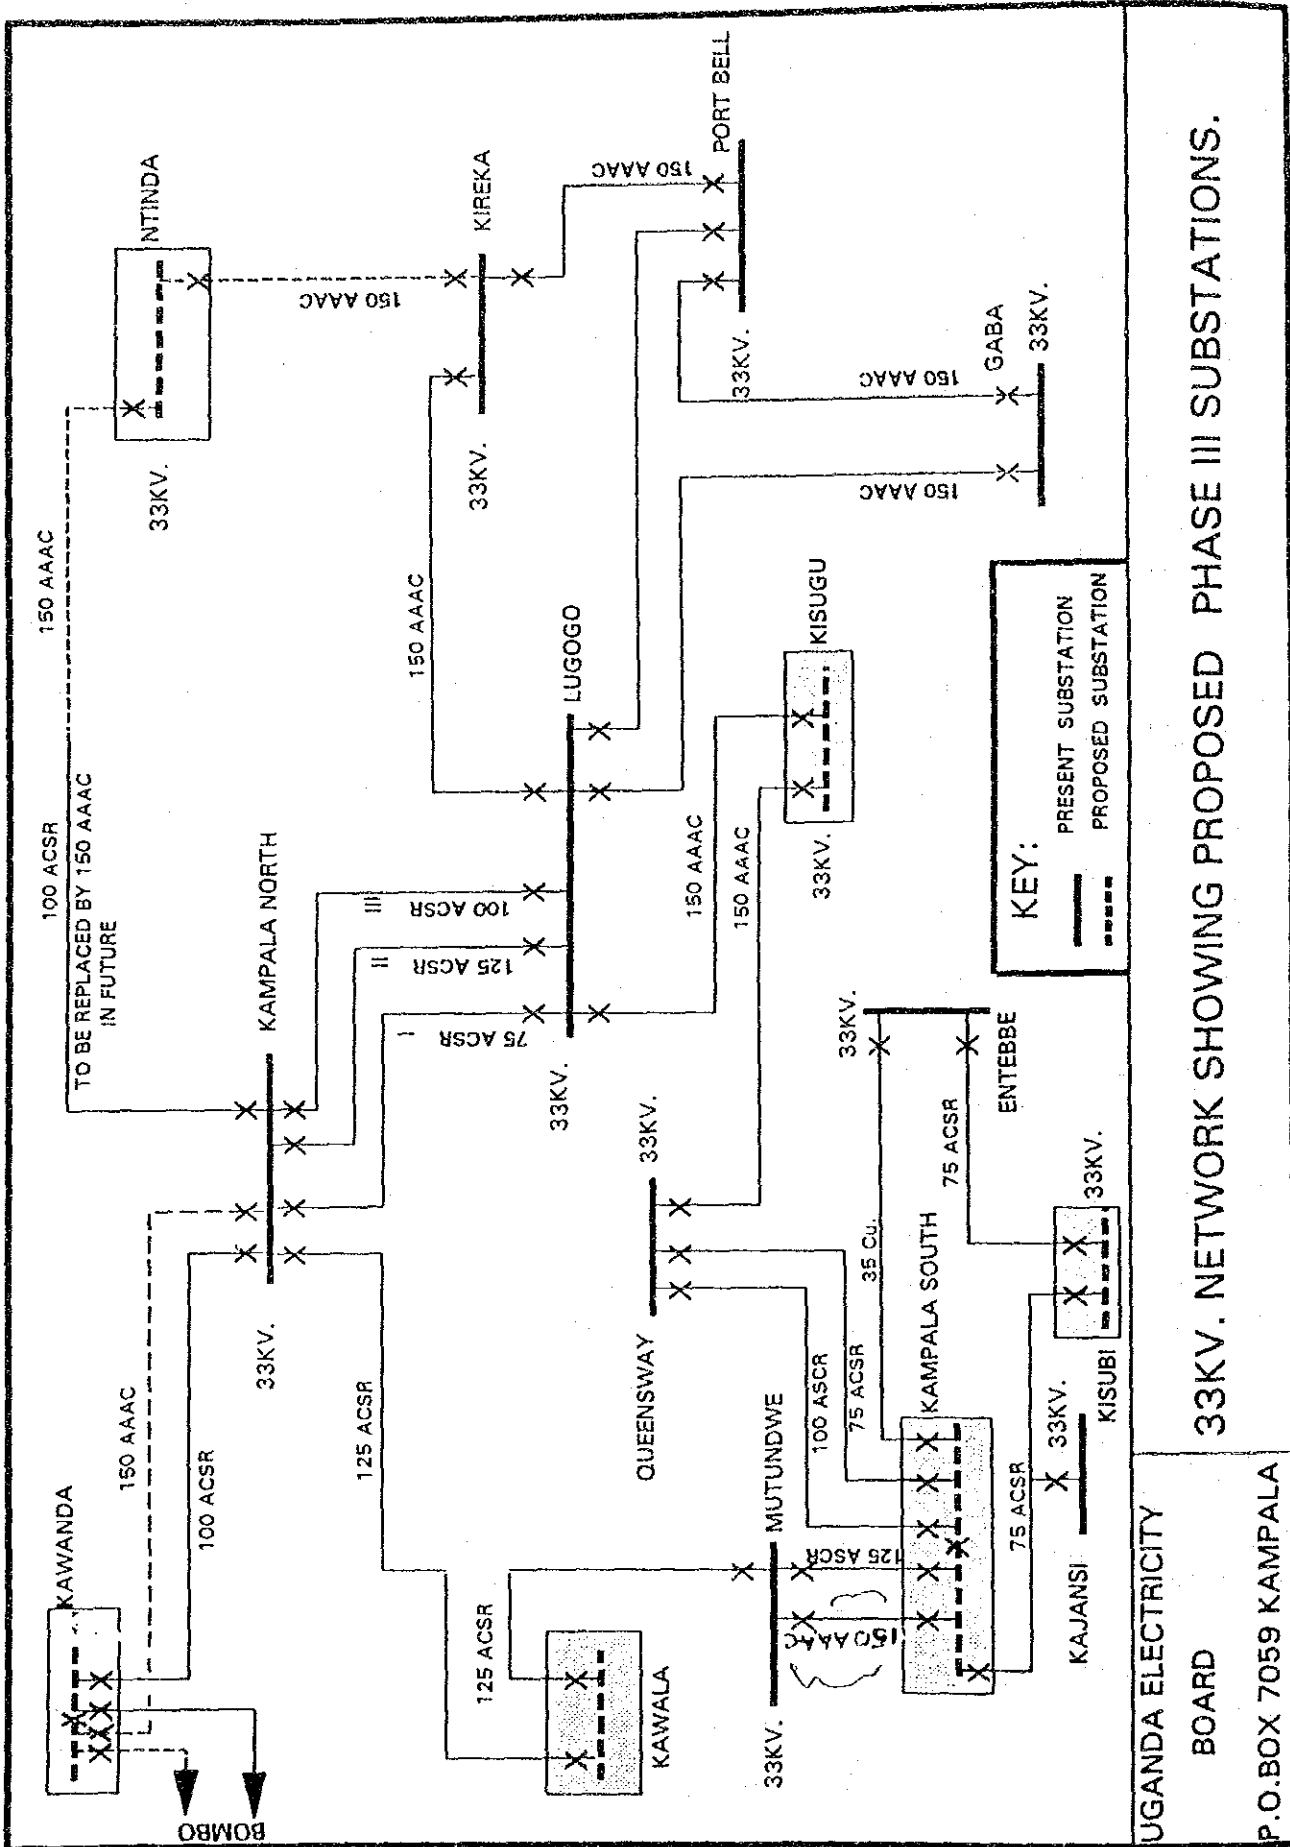 BOMBO
KAWANDA
150 AAAC
100 ACSR
100 ACSR
150 AAAC
TO BE REPLACED BY 150 AAAC
IN FUTURE
NTINDA
33KV.
150 AAAC
KAMPALA NORTH
33KV.
125 ACSR
I
75 ACSR
II
125 ACSR
III
100 ACSR
150 AAAC
KIREKA
33KV.
150 AAAC
PORT BELL
33KV.
LUGOGO
33KV.
125 ACSR
KAWALA
QUEENSWAY
33KV.
150 AAAC
150 AAAC
KISUGU
33KV.
150 AAAC
150 AAAC
GABA
33KV.
MUTUNDWE
33KV.
100 ASCR
75 ACSR
35 Cu.
125 ASCR
150 AAAC
KAMPALA SOUTH
33KV.
ENTEBBE
75 ACSR
75 ACSR
33KV.
KAJANSI
KISUBI
33KV.
KEY:
PRESENT SUBSTATION
PROPOSED SUBSTATION
UGANDA ELECTRICITY
BOARD
P.O.BOX 7059 KAMPALA
33KV. NETWORK SHOWING PROPOSED PHASE III SUBSTATIONS.